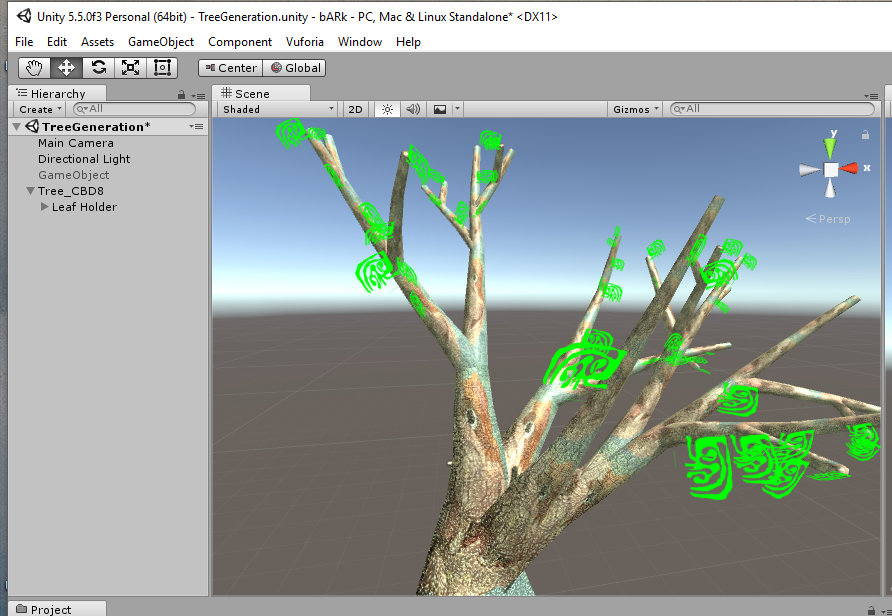 Unity 5.5.0f3 Personal (64bit) - TreeGeneration.unity - bARk - PC, Mac & Linux Standalone* <DX11>
File Edit Assets GameObject Component Vuforia Window Help
Center Global
Hierarchy
Create All
TreeGeneration*
Main Camera
Directional Light
GameObject
Tree_CBD8
Leaf Holder
Scene
Shaded 2D Gizmos All
y
x
Persp
Project